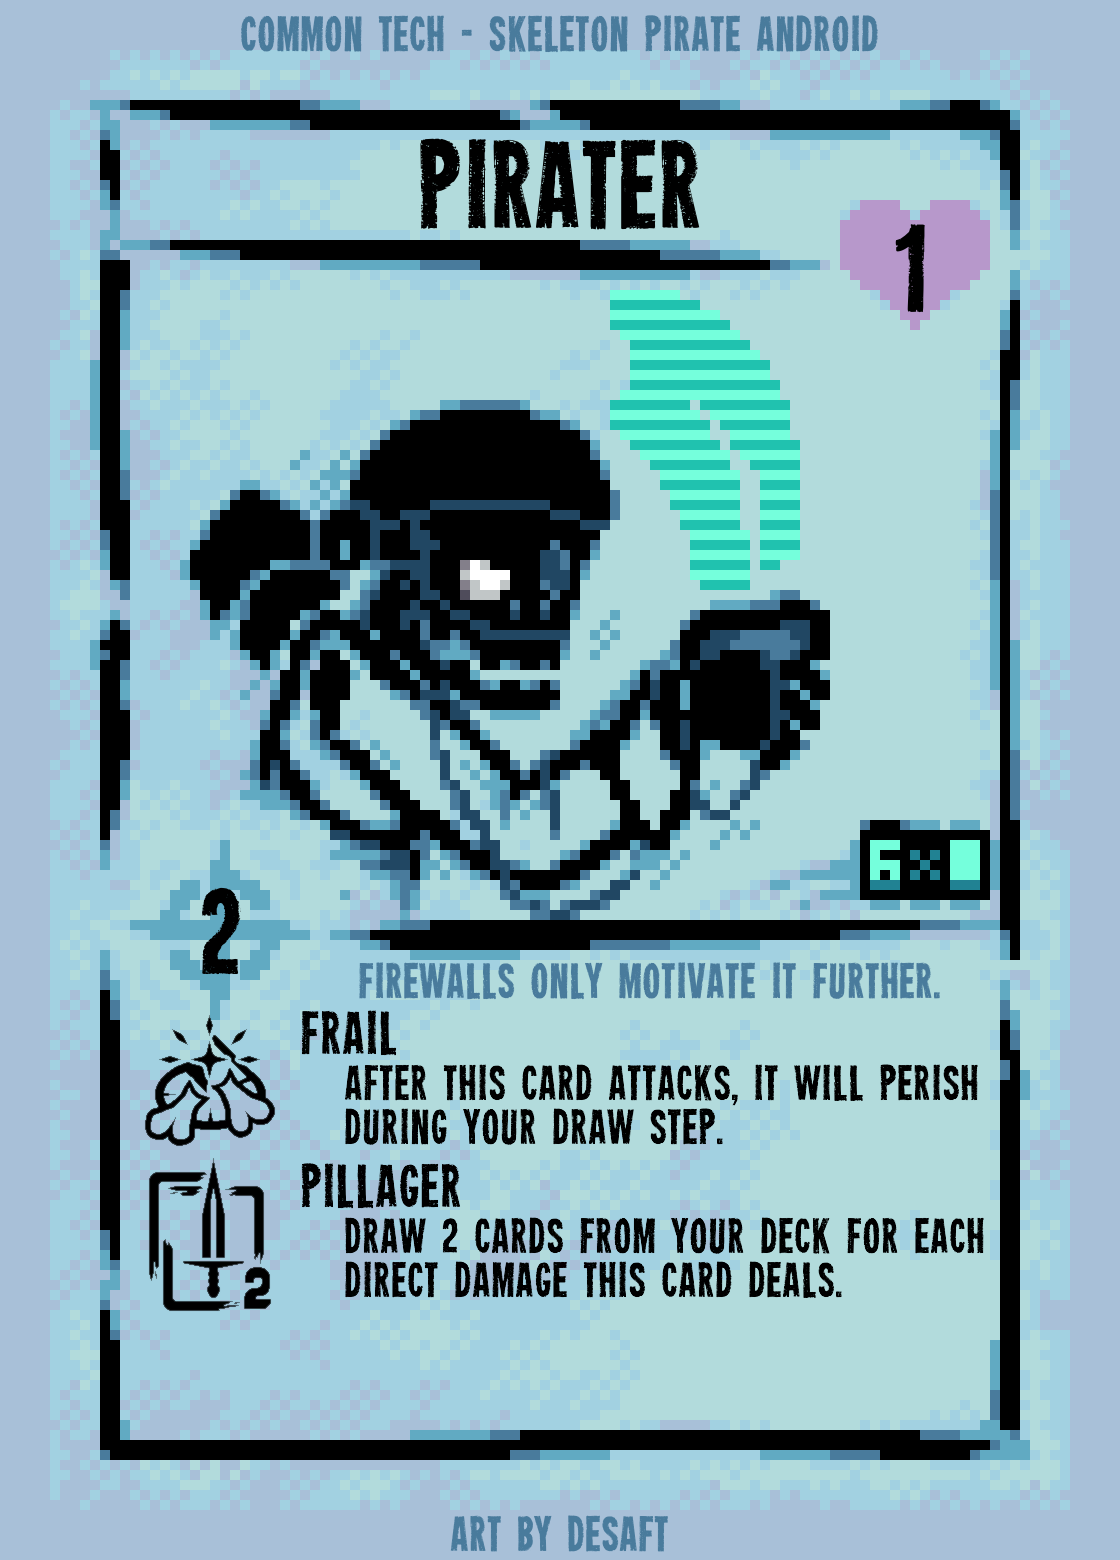 COMMON TECH - SKELETON PIRATE ANDROID
PIRATER
1
6x
2
FIREWALLS ONLY MOTIVATE IT FURTHER.
FRAIL
AFTER THIS CARD ATTACKS, IT WILL PERISH
DURING YOUR DRAW STEP.
PILLAGER
DRAW 2 CARDS FROM YOUR DECK FOR EACH
DIRECT DAMAGE THIS CARD DEALS.
2
ART BY DESAFT